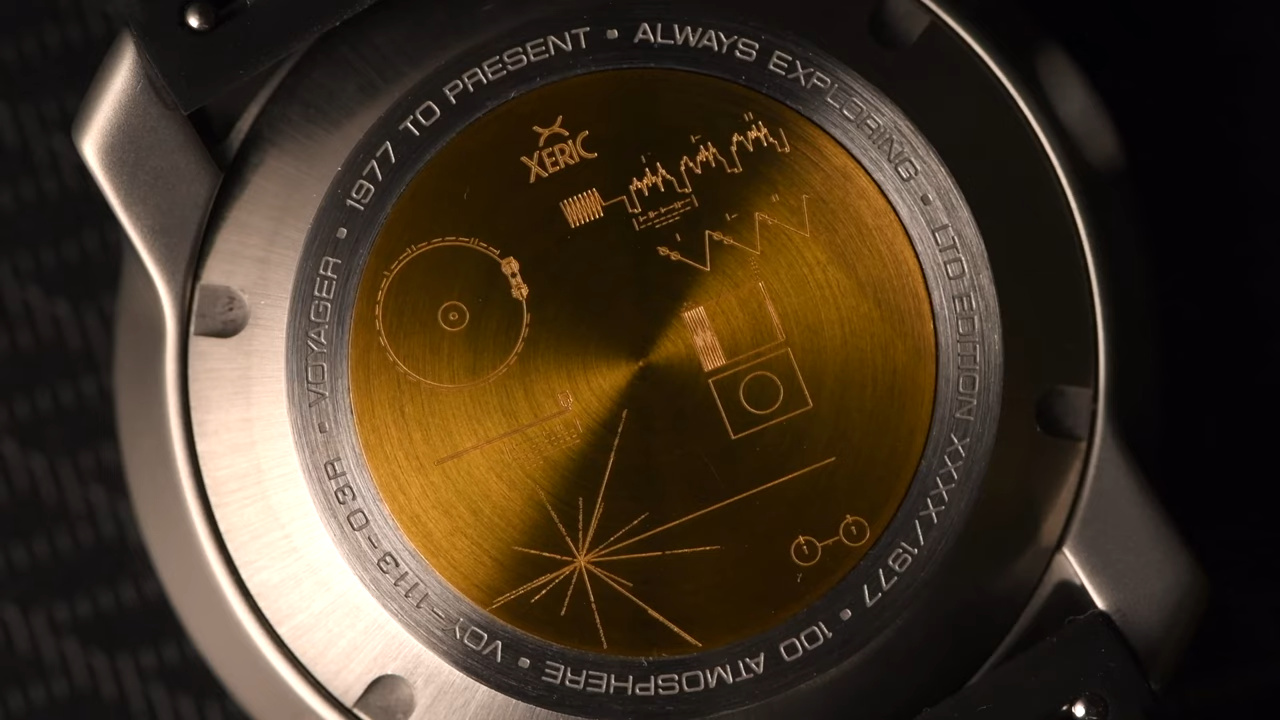 XERIC
1977 TO PRESENT • ALWAYS EXPLORING • LTD EDITION XXXX/1977 • 100 ATMOSPHERE • VOY-1113-03R • VOYAGER •